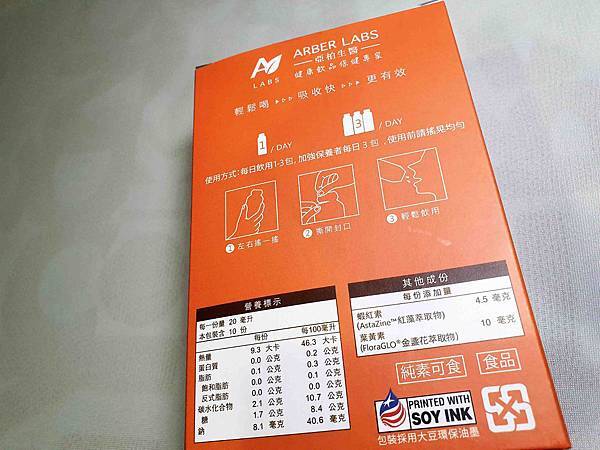 ARBER LABS
亞柏生醫
健康飲品保健專家
LABS
輕鬆喝 ▷▷▷ 吸收快 ▷▷▷ 更有效
1 / DAY
3 / DAY
使用方式:每日飲用1-3包,加強保養者每日3包,使用前請搖晃均勻
1 左右搖一搖
2 撕開封口
3 輕鬆飲用
營養標示
每一份量 20 毫升
本包裝含 10 份
每份 每100毫升
熱量 9.3 大卡 46.3 大卡
蛋白質 0.0 公克 0.2 公克
脂肪 0.1 公克 0.3 公克
飽和脂肪 0.0 公克 0.1 公克
反式脂肪 0.0 公克 0.0 公克
碳水化合物 2.1 公克 10.7 公克
糖 1.7 公克 8.4 公克
鈉 8.1 毫克 40.6 毫克
其他成份
每份添加量
蝦紅素 4.5 毫克
(AstaZine™紅藻萃取物)
葉黃素 10 毫克
(FloraGLO®金盞花萃取物)
純素可食 食品
PRINTED WITH
SOY INK
包裝採用大豆環保油墨